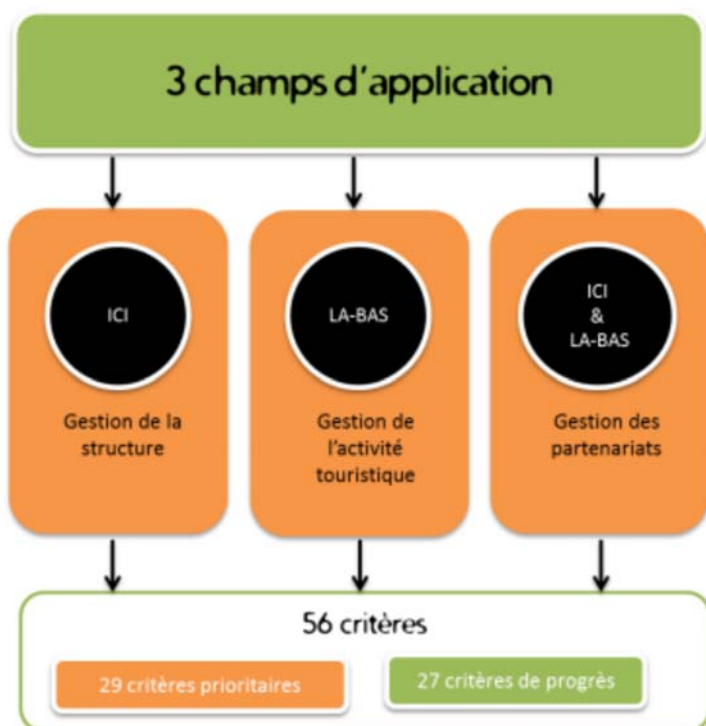 3 champs d'application
ICI
Gestion de la
structure
LA-BAS
Gestion de
l'activité
touristique
ICI
&
LA-BAS
Gestion des
partenariats
56 critères
29 critères prioritaires
27 critères de progrès